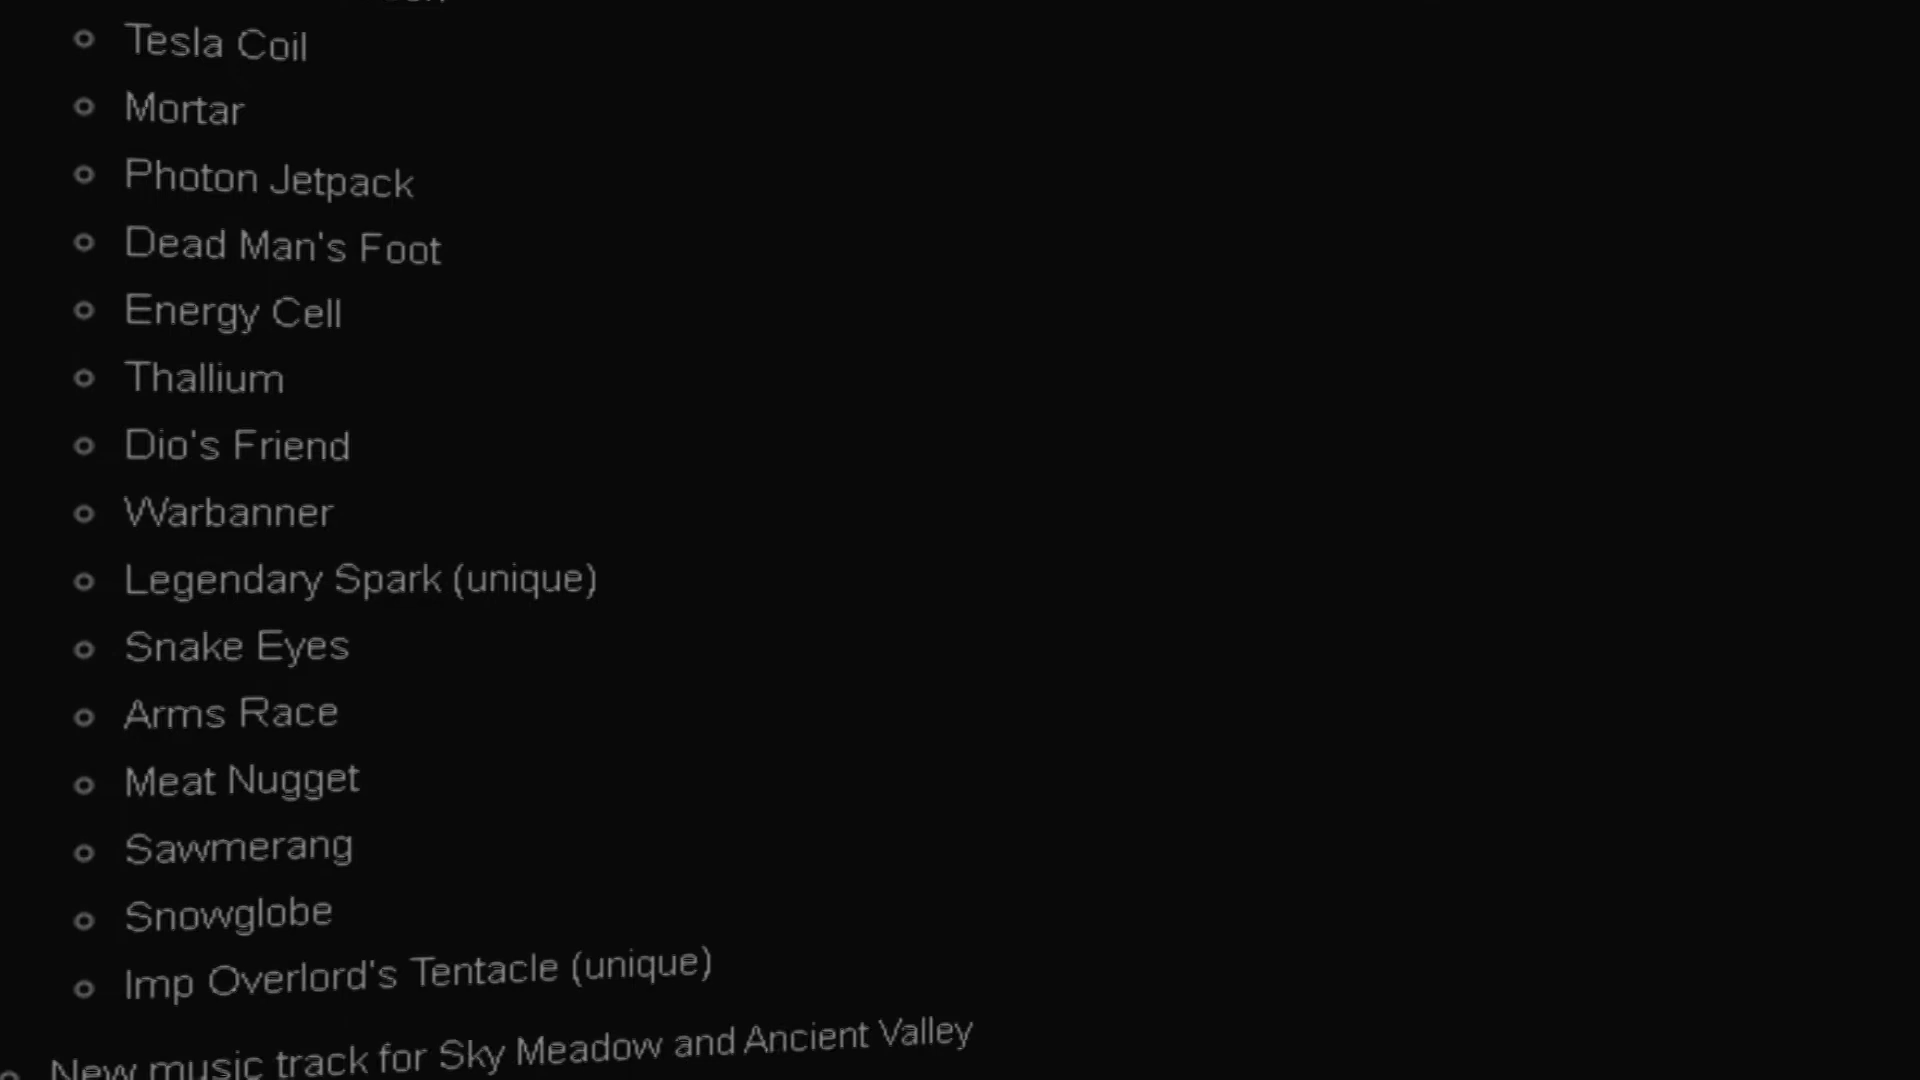 Tesla Coil
Mortar
Photon Jetpack
Dead Man's Foot
Energy Cell
Thallium
Dio's Friend
Warbanner
Legendary Spark (unique)
Snake Eyes
Arms Race
Meat Nugget
Sawmerang
Snowglobe
Imp Overlord's Tentacle (unique)
New music track for Sky Meadow and Ancient Valley